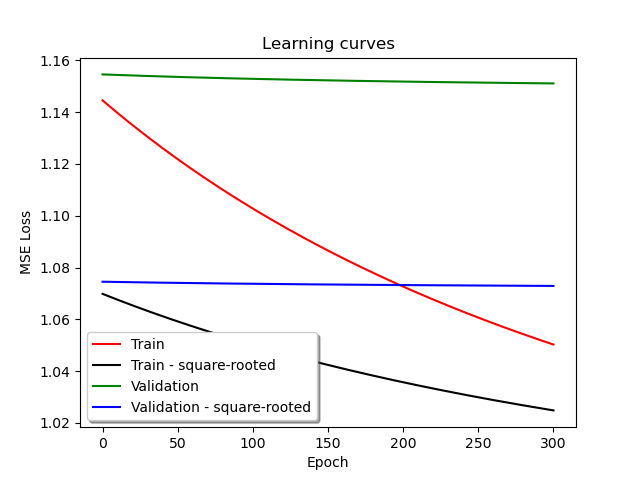 Learning curves
MSE Loss
1.16
1.14
1.12
1.10
1.08
1.06
1.04
1.02
Train
Train - square-rooted
Validation
Validation - square-rooted
0
50
100
150
200
250
300
Epoch